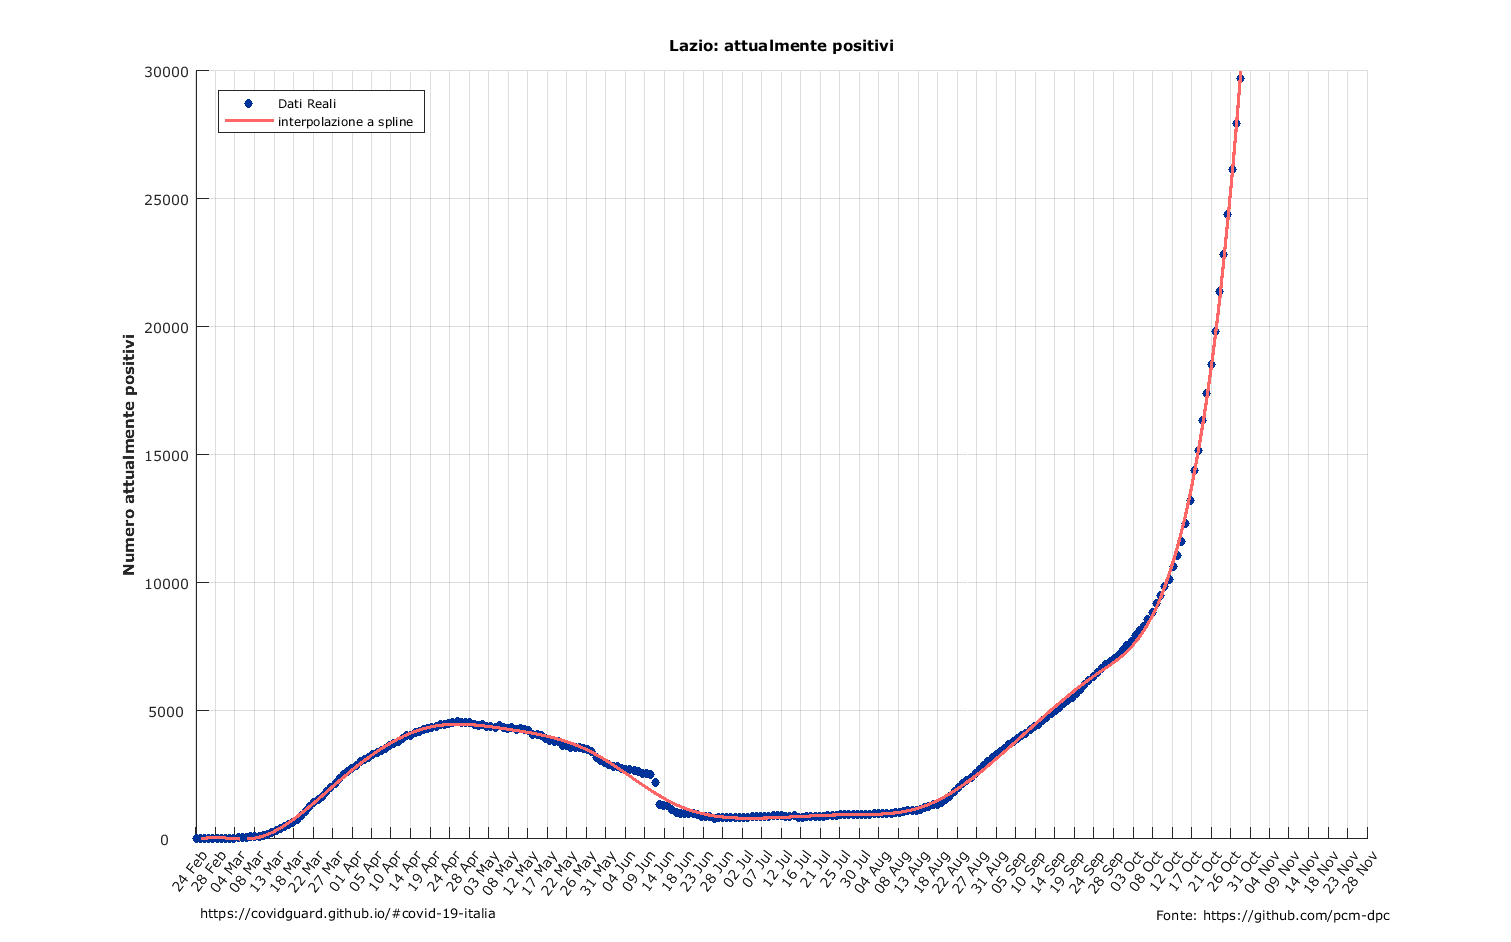 Lazio: attualmente positivi
30000
Dati Reali
interpolazione a spline
25000
20000
15000
10000
5000
0
Numero attualmente positivi
24 Feb
28 Feb
04 Mar
08 Mar
13 Mar
18 Mar
22 Mar
27 Mar
01 Apr
05 Apr
10 Apr
14 Apr
19 Apr
24 Apr
28 Apr
03 May
08 May
12 May
17 May
22 May
26 May
31 May
04 Jun
09 Jun
14 Jun
18 Jun
23 Jun
28 Jun
02 Jul
07 Jul
12 Jul
16 Jul
21 Jul
25 Jul
30 Jul
04 Aug
08 Aug
13 Aug
18 Aug
22 Aug
27 Aug
31 Aug
05 Sep
10 Sep
14 Sep
19 Sep
24 Sep
28 Sep
03 Oct
08 Oct
12 Oct
17 Oct
21 Oct
26 Oct
31 Oct
04 Nov
09 Nov
14 Nov
18 Nov
23 Nov
28 Nov
https://covidguard.github.io/#covid-19-italia
Fonte: https://github.com/pcm-dpc